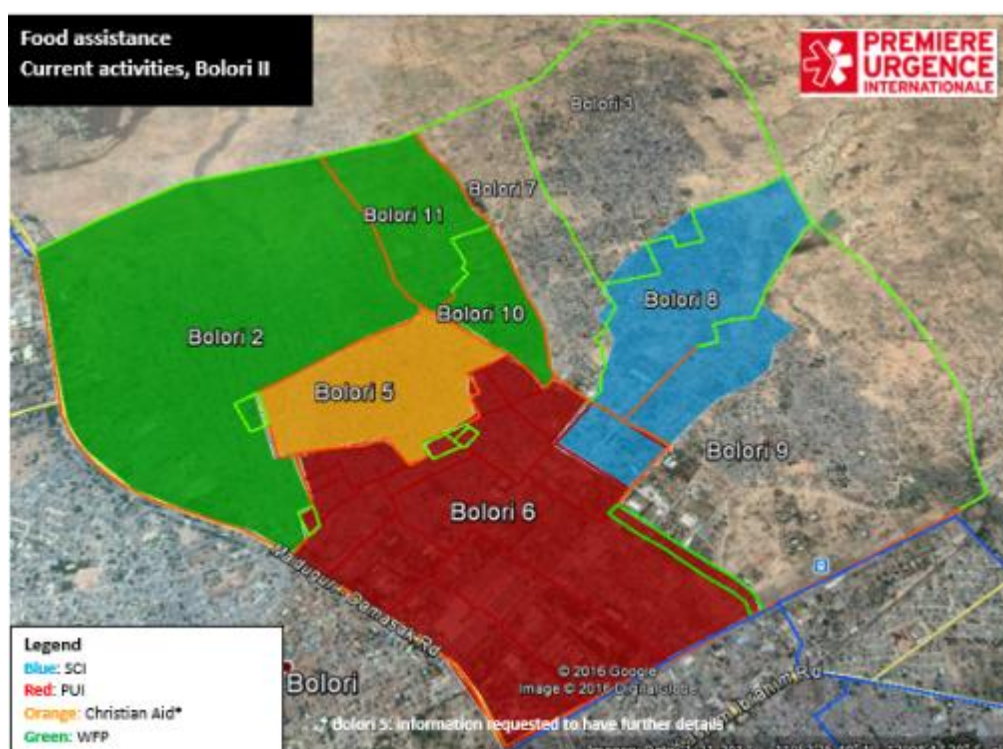 Food assistance
Current activities, Bolori II
PREMIERE
URGENCE
INTERNATIONALE
Bolori 3
Bolori 7
Bolori 11
Bolori 8
Bolori 10
Bolori 2
Bolori 5
Bolori 9
Bolori 6
Damasak Rd
Legend
Blue: SCI
Red: PUI
Orange: Christian Aid*
Green: WFP
Bolori
© 2016 Google
Image © 2016 DigitalGlobe
Rd
Bolori 5: information requested to have further details